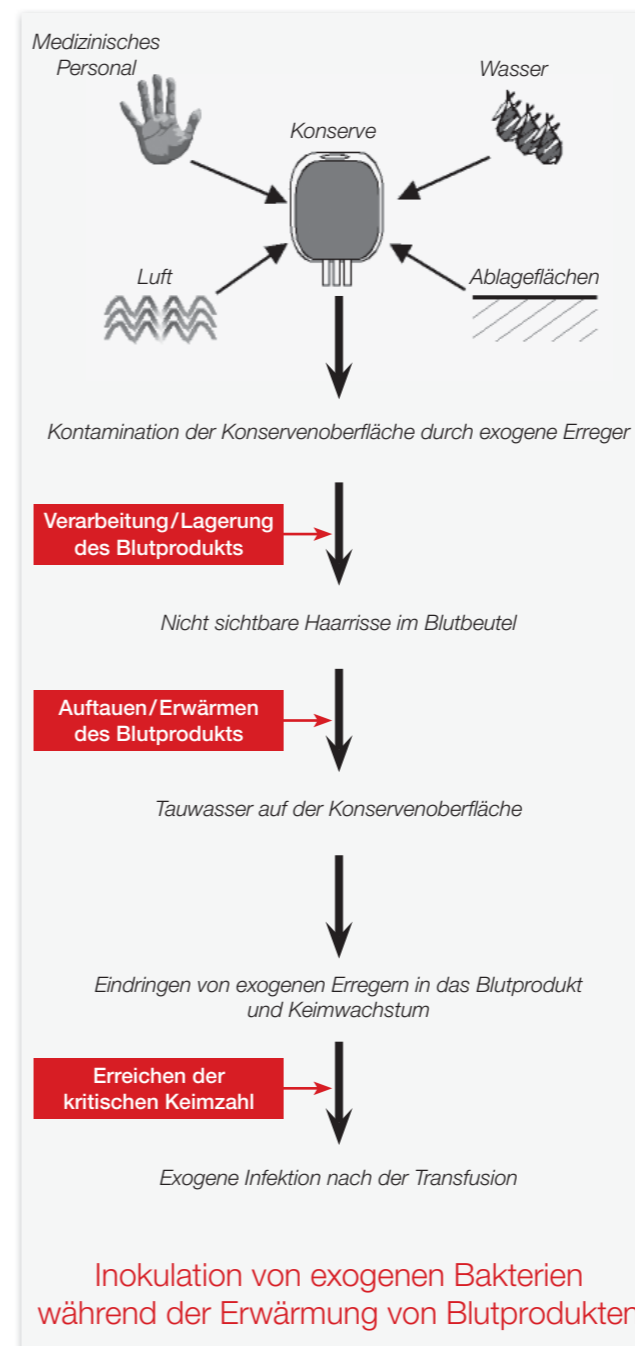 Medizinisches
Personal
Wasser
Konserve
Luft
Ablageflächen
Kontamination der Konservenoberfläche durch exogene Erreger
Verarbeitung/Lagerung
des Blutprodukts
Nicht sichtbare Haarrisse im Blutbeutel
Auftauen/Erwärmen
des Blutprodukts
Tauwasser auf der Konservenoberfläche
Eindringen von exogenen Erregern in das Blutprodukt
und Keimwachstum
Erreichen der
kritischen Keimzahl
Exogene Infektion nach der Transfusion
Inokulation von exogenen Bakterien
während der Erwärmung von Blutprodukten